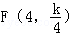 F (4, k/4)